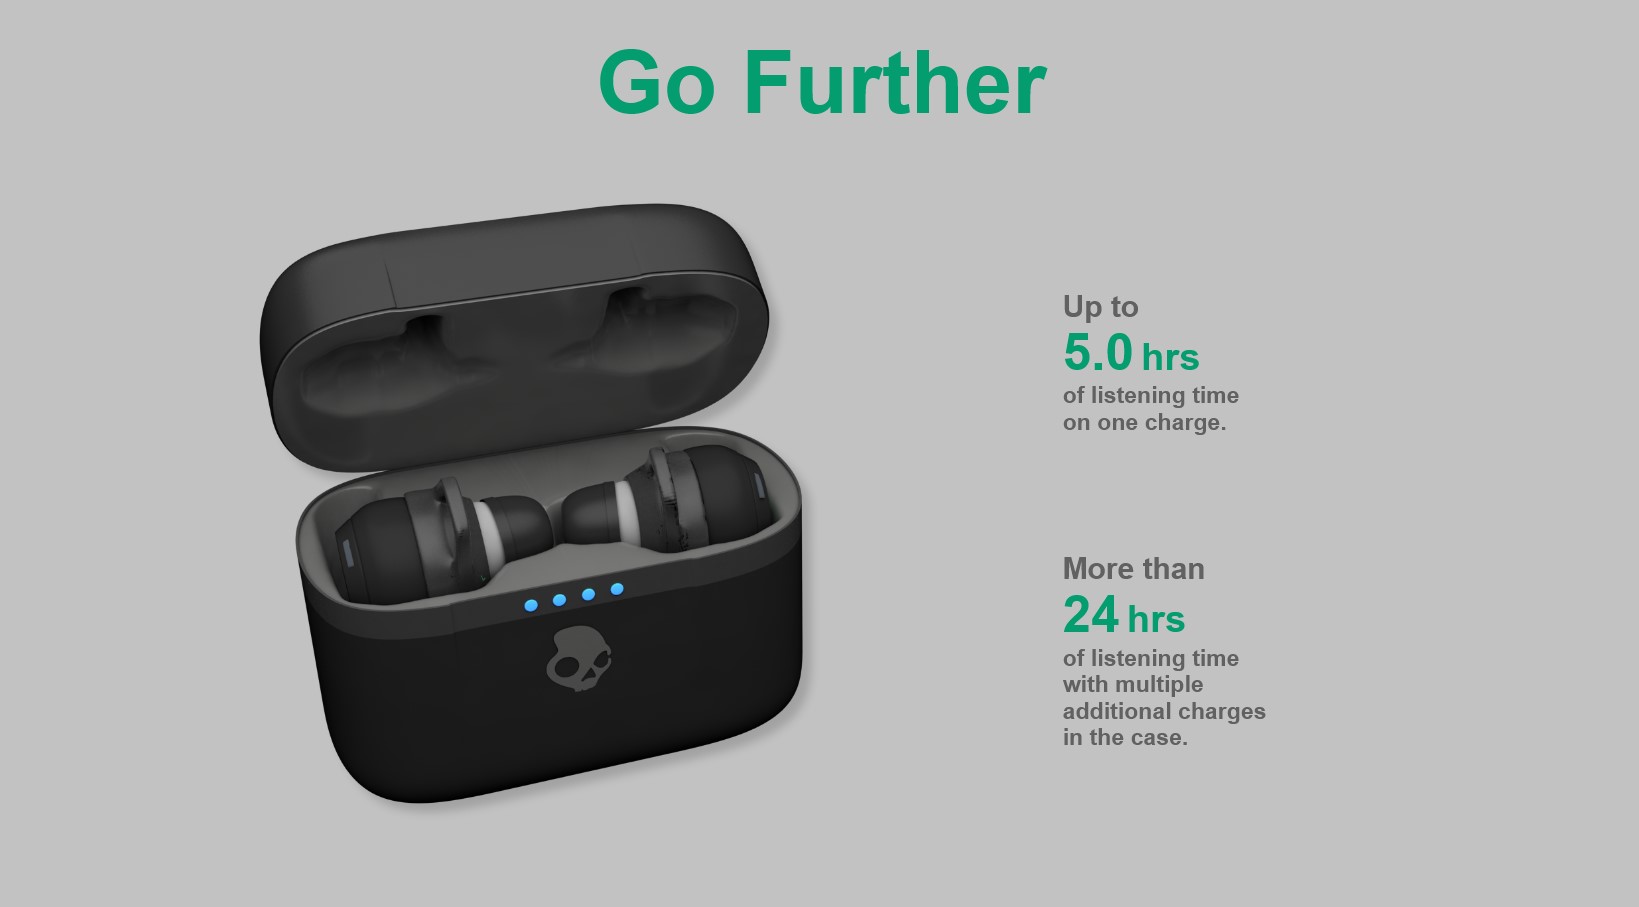 Go Further
Up to
5.0 hrs
of listening time
on one charge.
More than
24 hrs
of listening time
with multiple
additional charges
in the case.